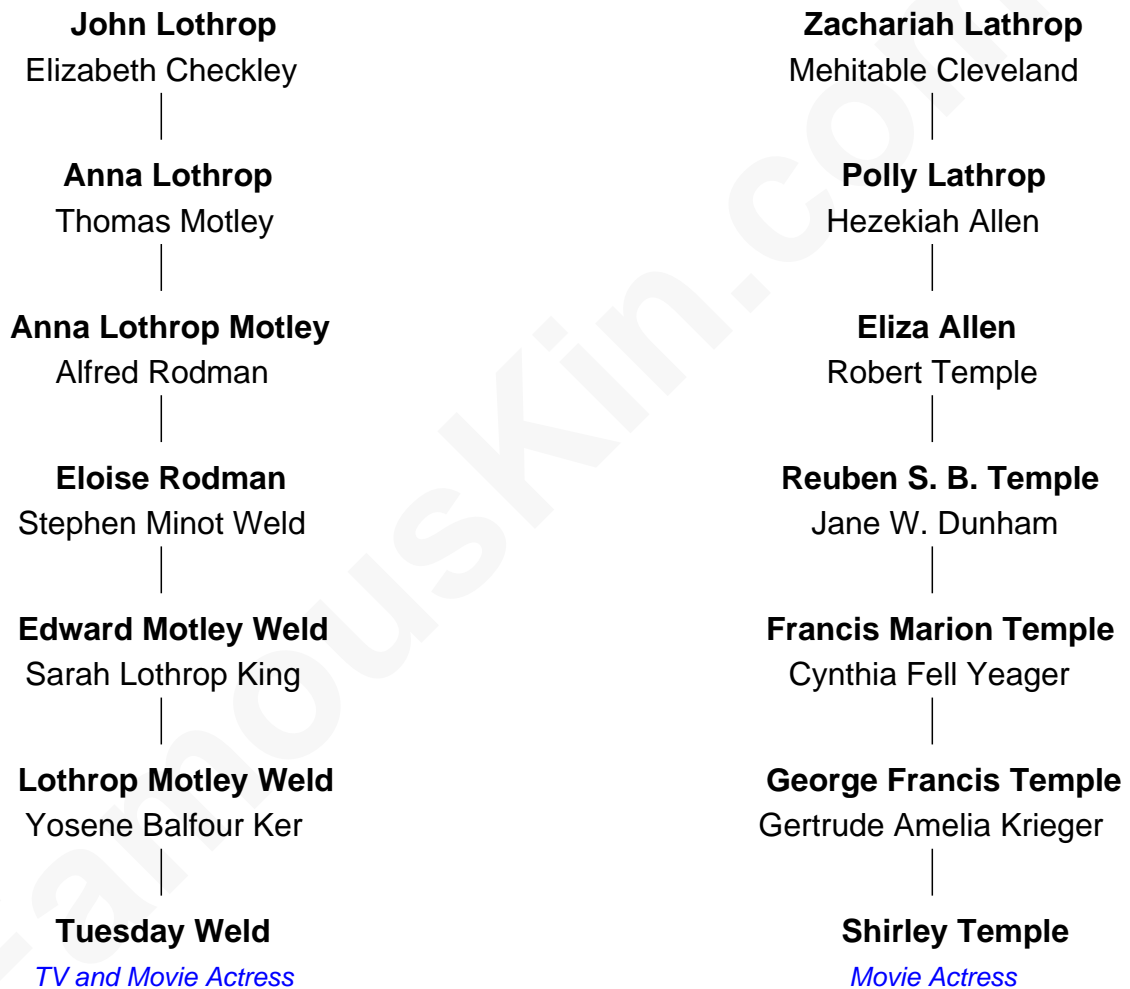 John Lothrop
Elizabeth Checkley
Anna Lothrop
Thomas Motley
Anna Lothrop Motley
Alfred Rodman
Eloise Rodman
Stephen Minot Weld
Edward Motley Weld
Sarah Lothrop King
Lothrop Motley Weld
Yosene Balfour Ker
Tuesday Weld
TV and Movie Actress
Zachariah Lathrop
Mehitable Cleveland
Polly Lathrop
Hezekiah Allen
Eliza Allen
Robert Temple
Reuben S. B. Temple
Jane W. Dunham
Francis Marion Temple
Cynthia Fell Yeager
George Francis Temple
Gertrude Amelia Krieger
Shirley Temple
Movie Actress
FamousKin.com